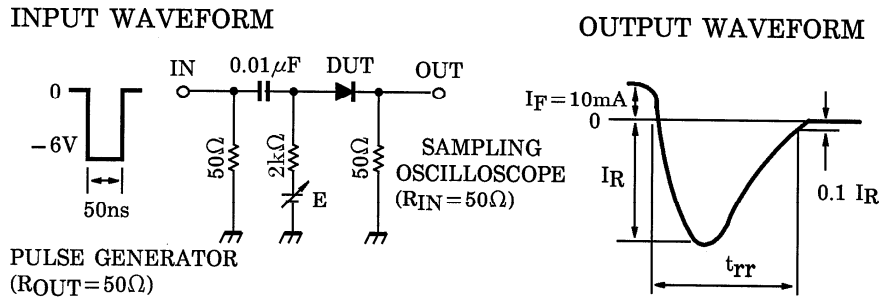 INPUT WAVEFORM
0
−6V
50ns
PULSE GENERATOR
(ROUT=50Ω)
IN
0.01μF
DUT
OUT
50Ω
2kΩ
E
50Ω
SAMPLING
OSCILLOSCOPE
(RIN=50Ω)
OUTPUT WAVEFORM
IF=10mA
0
IR
0.1 IR
trr